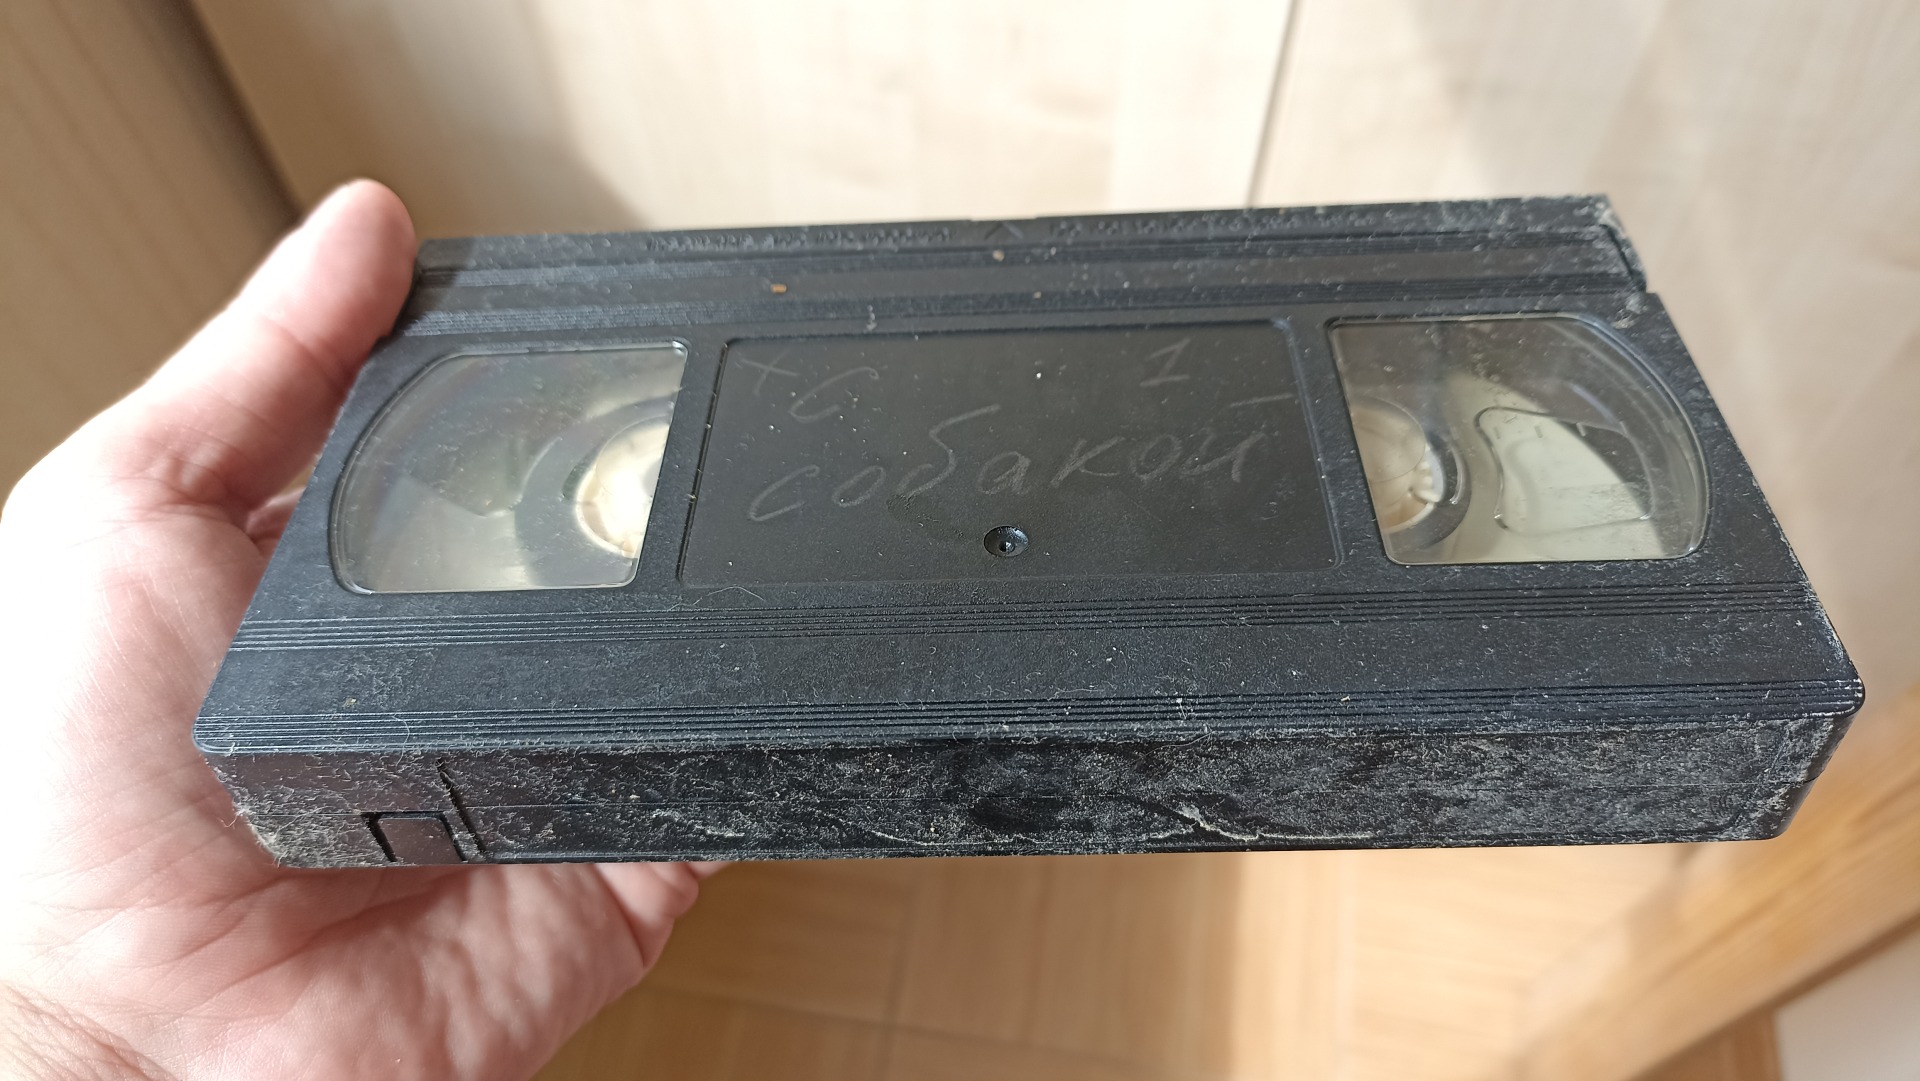 + С 1
собакой